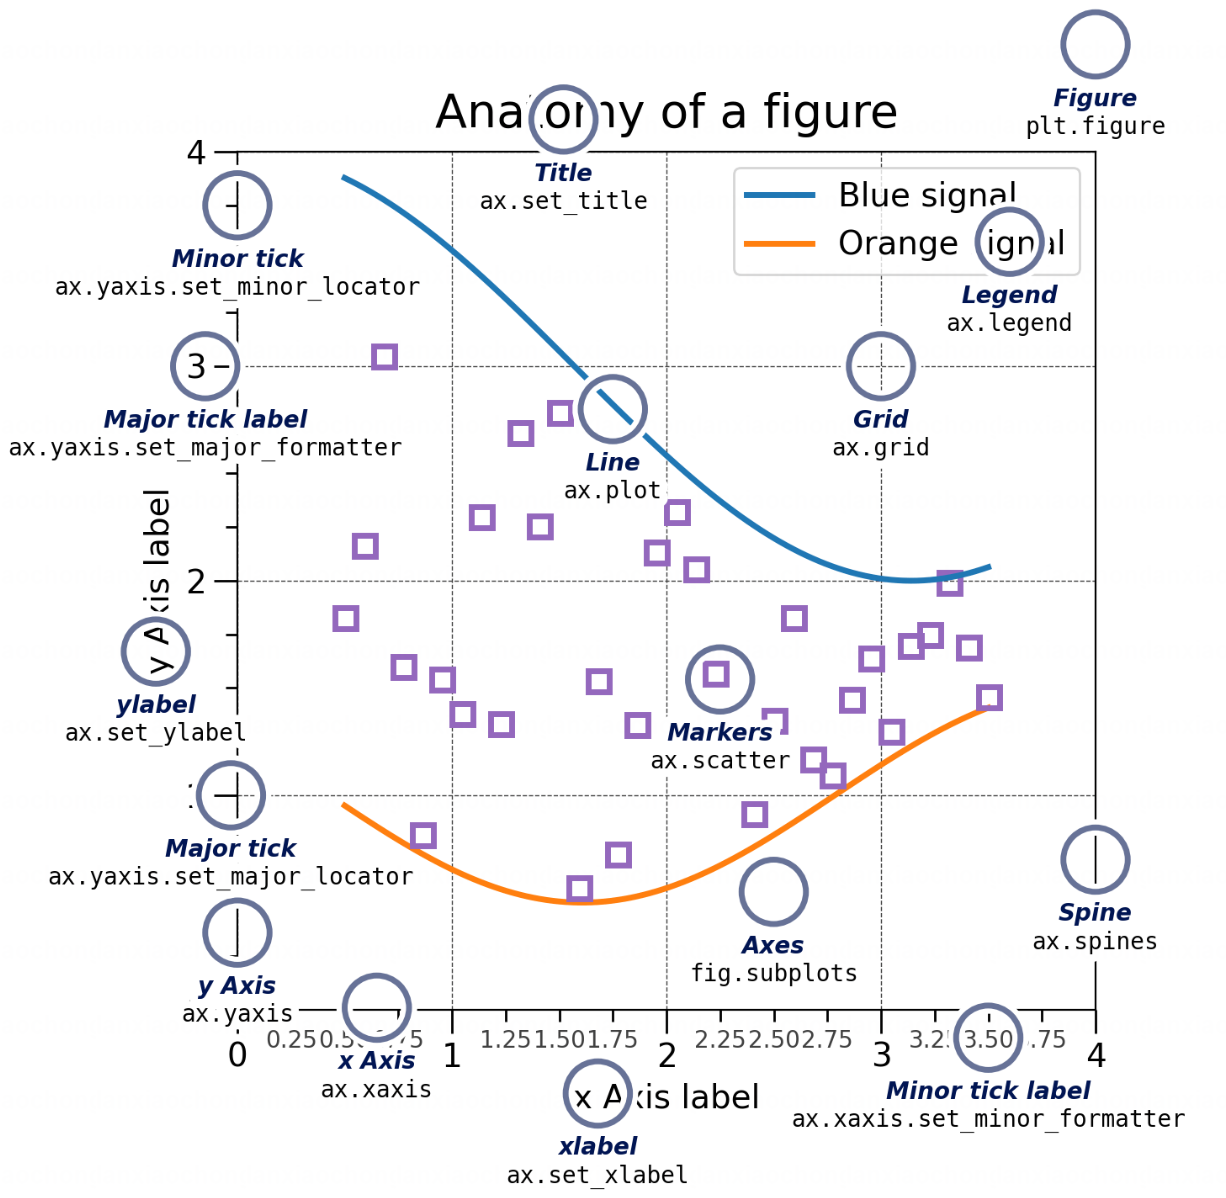 Figure
plt.figure
Anatomy of a figure
Title
ax.set_title
4
Blue signal
Orange signal
Minor tick
ax.yaxis.set_minor_locator
Legend
ax.legend
3
Major tick label
ax.yaxis.set_major_formatter
Grid
ax.grid
Line
ax.plot
y Axis label
2
ylabel
ax.set_ylabel
Markers
ax.scatter
1
Major tick
ax.yaxis.set_major_locator
Spine
ax.spines
Axes
fig.subplots
y Axis
ax.yaxis
0.25 0.50 0.75 1.25 1.50 1.75 2.25 2.50 2.75 3.25 3.50 3.75
0 1 2 3 4
x Axis
ax.xaxis
Minor tick label
ax.xaxis.set_minor_formatter
x Axis label
xlabel
ax.set_xlabel